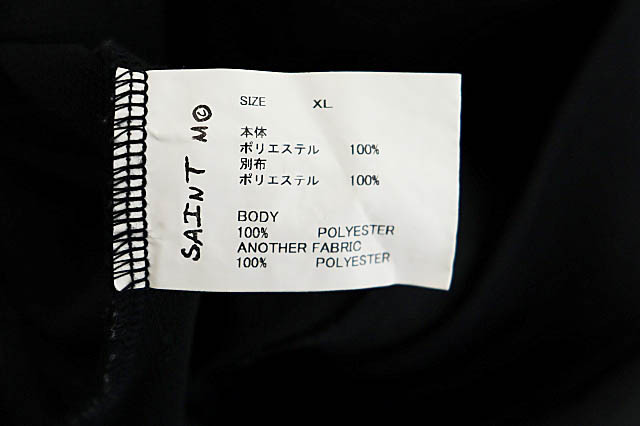 SAINT M©
SIZE XL
本体
ポリエステル 100%
別布
ポリエステル 100%
BODY
100% POLYESTER
ANOTHER FABRIC
100% POLYESTER